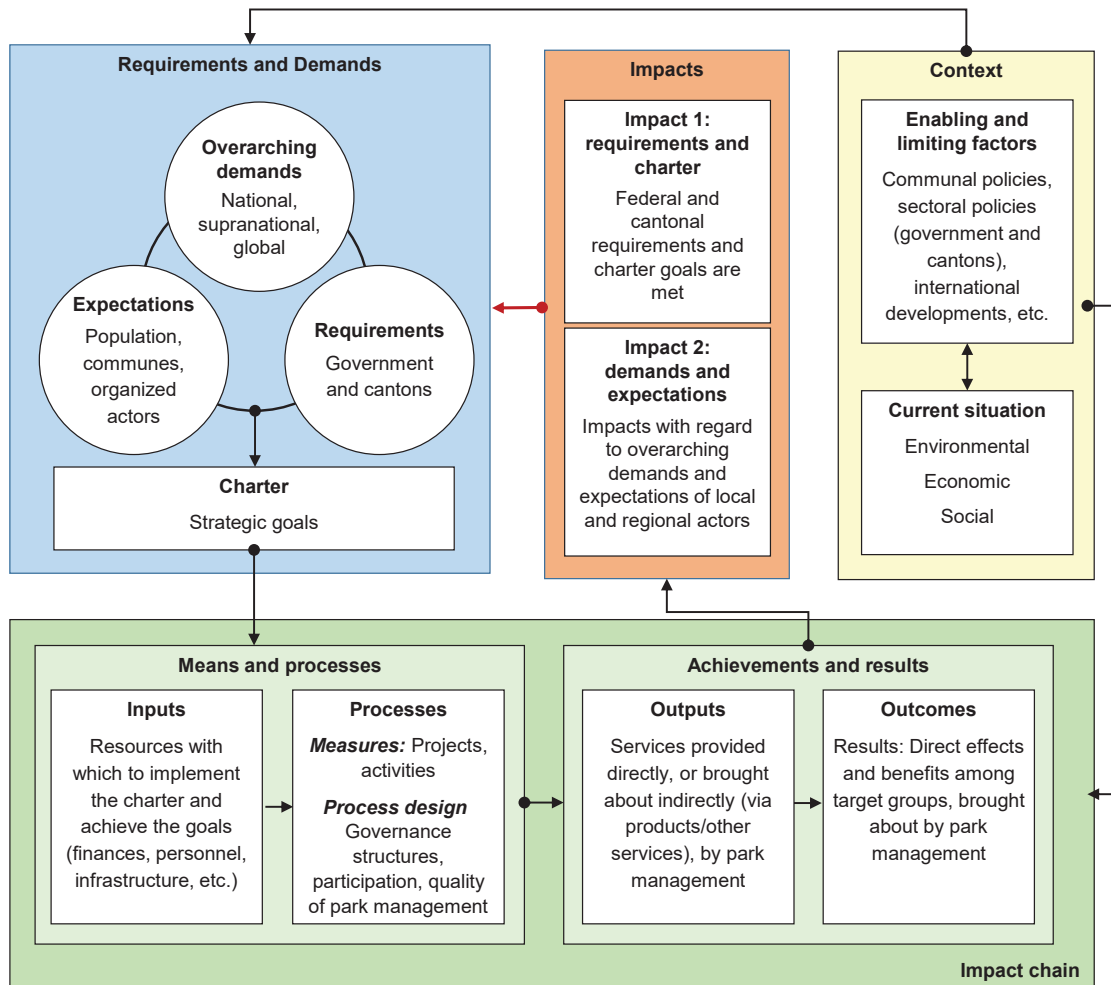 Requirements and Demands
Overarching
demands
National,
supranational,
global
Expectations
Population,
communes,
organized
actors
Requirements
Government
and cantons
Charter
Strategic goals
Impacts
Impact 1:
requirements and
charter
Federal and
cantonal
requirements and
charter goals are
met
Impact 2:
demands and
expectations
Impacts with regard
to overarching
demands and
expectations of local
and regional actors
Context
Enabling and
limiting factors
Communal policies,
sectoral policies
(government and
cantons),
international
developments, etc.
Current situation
Environmental
Economic
Social
Means and processes
Inputs
Resources with
which to implement
the charter and
achieve the goals
(finances, personnel,
infrastructure, etc.)
Processes
Measures: Projects,
activities
Process design
Governance
structures,
participation, quality
of park management
Achievements and results
Outputs
Services provided
directly, or brought
about indirectly (via
products/other
services), by park
management
Outcomes
Results: Direct effects
and benefits among
target groups, brought
about by park
management
Impact chain